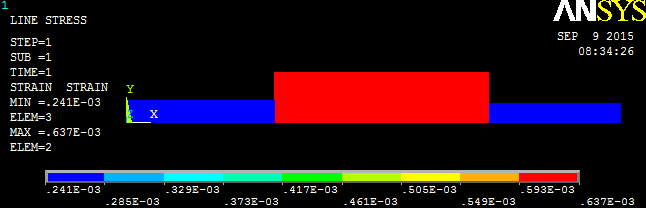 1
ANSYS
LINE STRESS
STEP=1
SUB =1
TIME=1
STRAIN STRAIN
MIN =.241E-03
ELEM=3
MAX =.637E-03
ELEM=2
SEP 9 2015
08:34:26
Y
X
.241E-03 .329E-03 .417E-03 .505E-03 .593E-03
.285E-03 .373E-03 .461E-03 .549E-03 .637E-03